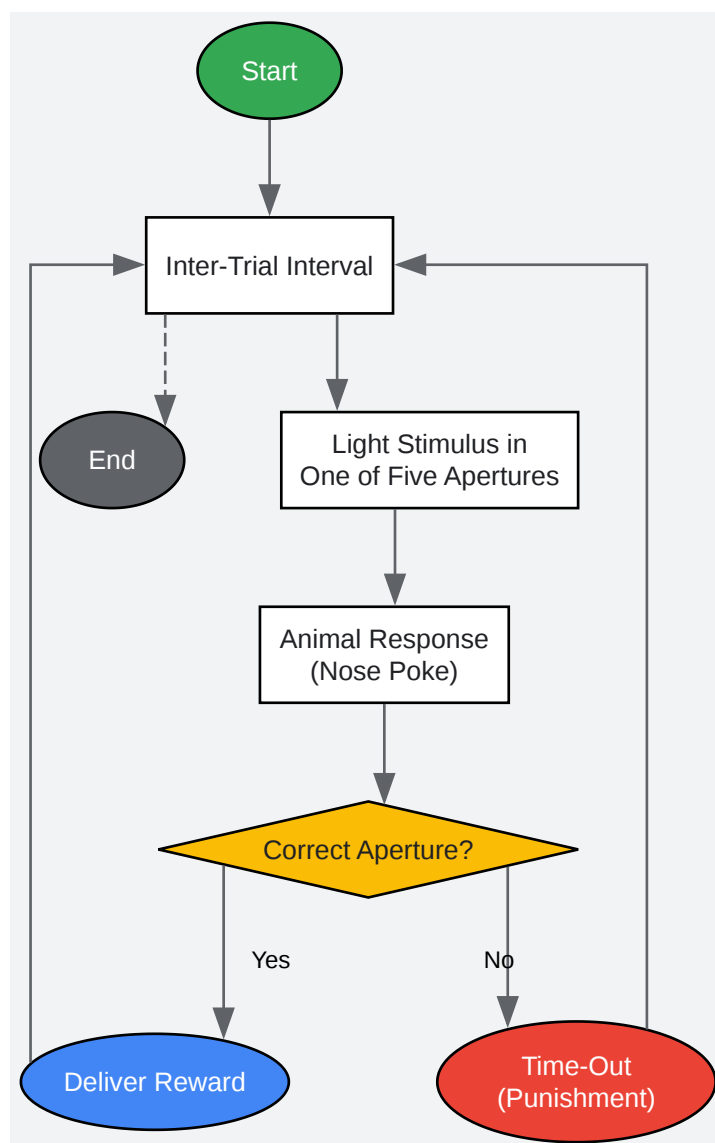 Start
Inter-Trial Interval
End
Light Stimulus in
One of Five Apertures
Animal Response
(Nose Poke)
Correct Aperture?
Yes
No
Deliver Reward
Time-Out
(Punishment)